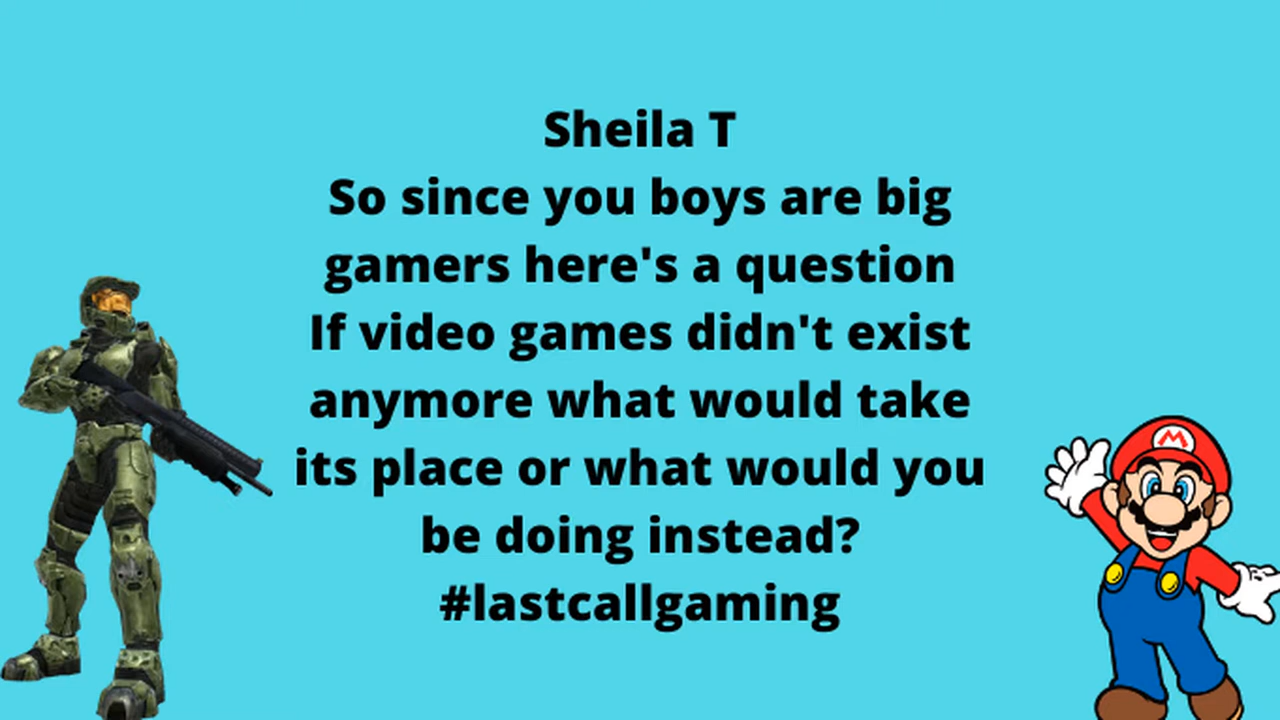 Sheila T
So since you boys are big
gamers here's a question
If video games didn't exist
anymore what would take
its place or what would you
be doing instead?
#lastcallgaming
M